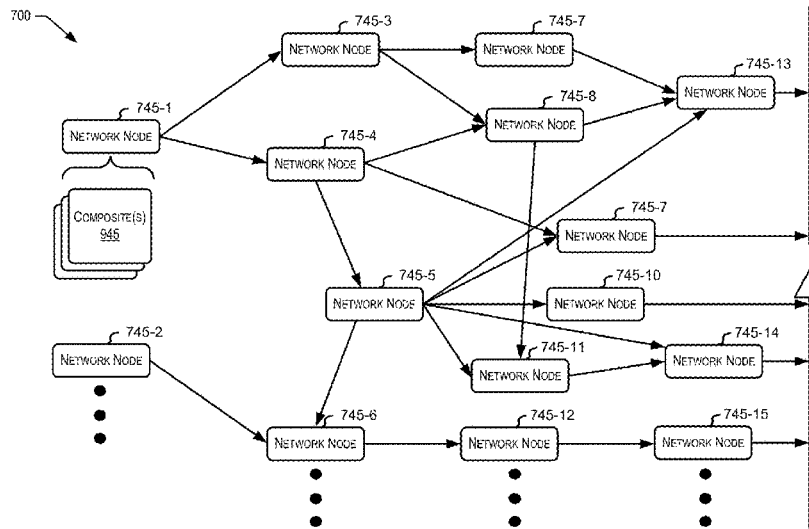 700
745-3
NETWORK NODE
745-7
NETWORK NODE
745-13
NETWORK NODE
745-1
NETWORK NODE
745-8
NETWORK NODE
745-4
NETWORK NODE
COMPOSITE(S)
945
745-7
NETWORK NODE
745-5
NETWORK NODE
745-10
NETWORK NODE
745-2
NETWORK NODE
745-11
NETWORK NODE
745-14
NETWORK NODE
745-6
NETWORK NODE
745-12
NETWORK NODE
745-15
NETWORK NODE